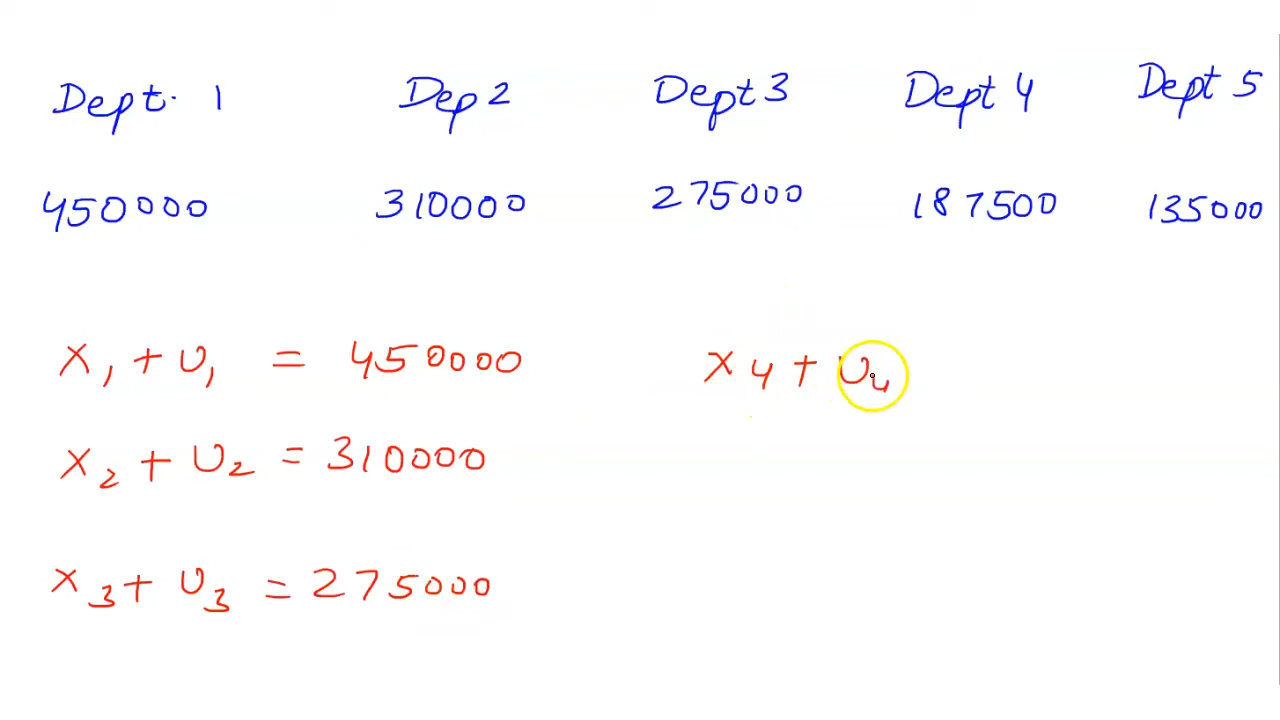 Dept. 1 Dep 2 Dept 3 Dept 4 Dept 5
450000 310000 275000 187500 135000
x₁ + U₁ = 450000 x₄ + U₄
x₂ + U₂ = 310000
x₃ + U₃ = 275000